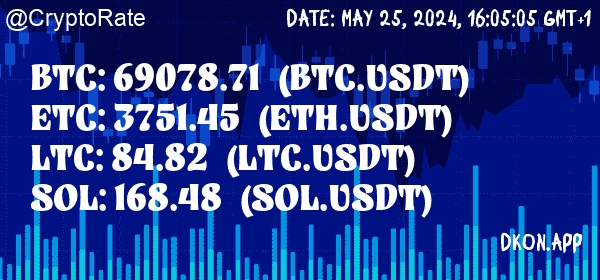 @CryptoRate
DATE: MAY 25, 2024, 16:05:05 GMT+1
BTC: 69078.71 (BTC.USDT)
ETC: 3751.45 (ETH.USDT)
LTC: 84.82 (LTC.USDT)
SOL: 168.48 (SOL.USDT)
DKON.APP